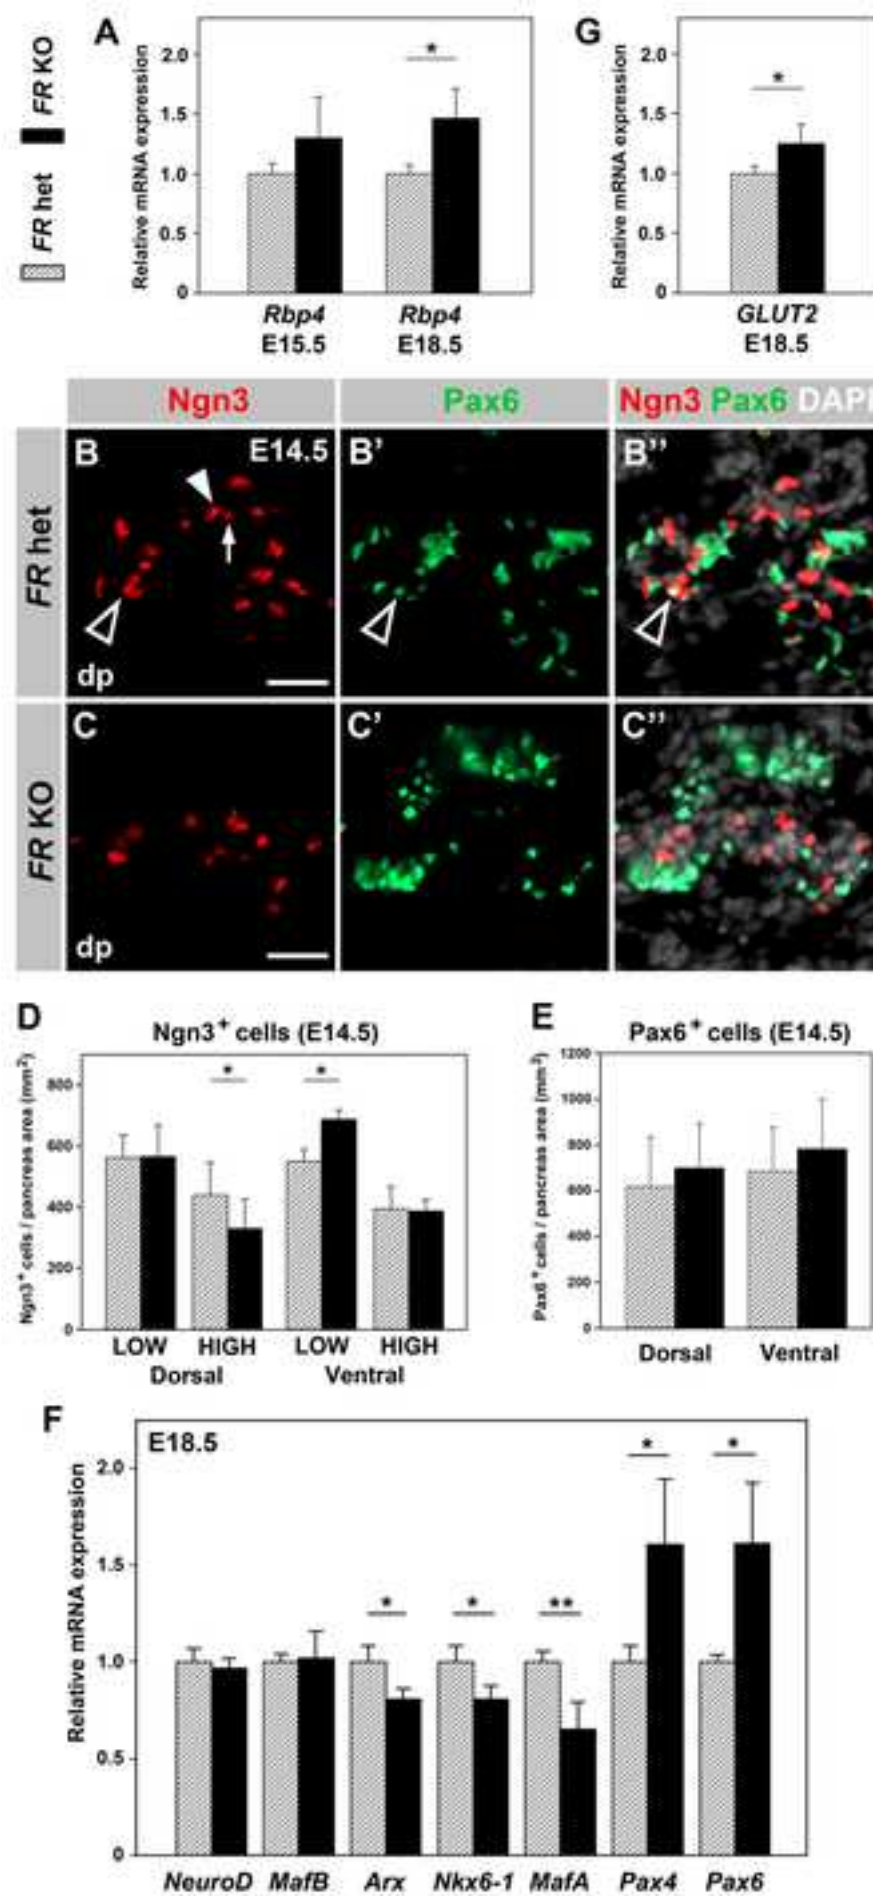 FR KO
FR het
A
Relative mRNA expression
2.0
1.5
1.0
0.5
0
*
Rbp4 Rbp4
E15.5 E18.5
G
Relative mRNA expression
2.0
1.5
1.0
0.5
0
*
GLUT2
E18.5
Ngn3 Pax6 Ngn3 Pax6 DAPI
FR het
B E14.5 B' B''
dp
FR KO
C C' C''
dp
D
Ngn3+ cells (E14.5)
Ngn3+ cells / pancreas area (mm2)
800
600
400
200
0
* *
LOW HIGH LOW HIGH
Dorsal Ventral
E
Pax6+ cells (E14.5)
Pax6+ cells / pancreas area (mm2)
1200
1000
800
600
400
200
0
Dorsal Ventral
F
E18.5
Relative mRNA expression
2.0
1.5
1.0
0.5
0
* * ** * *
NeuroD MafB Arx Nkx6-1 MafA Pax4 Pax6